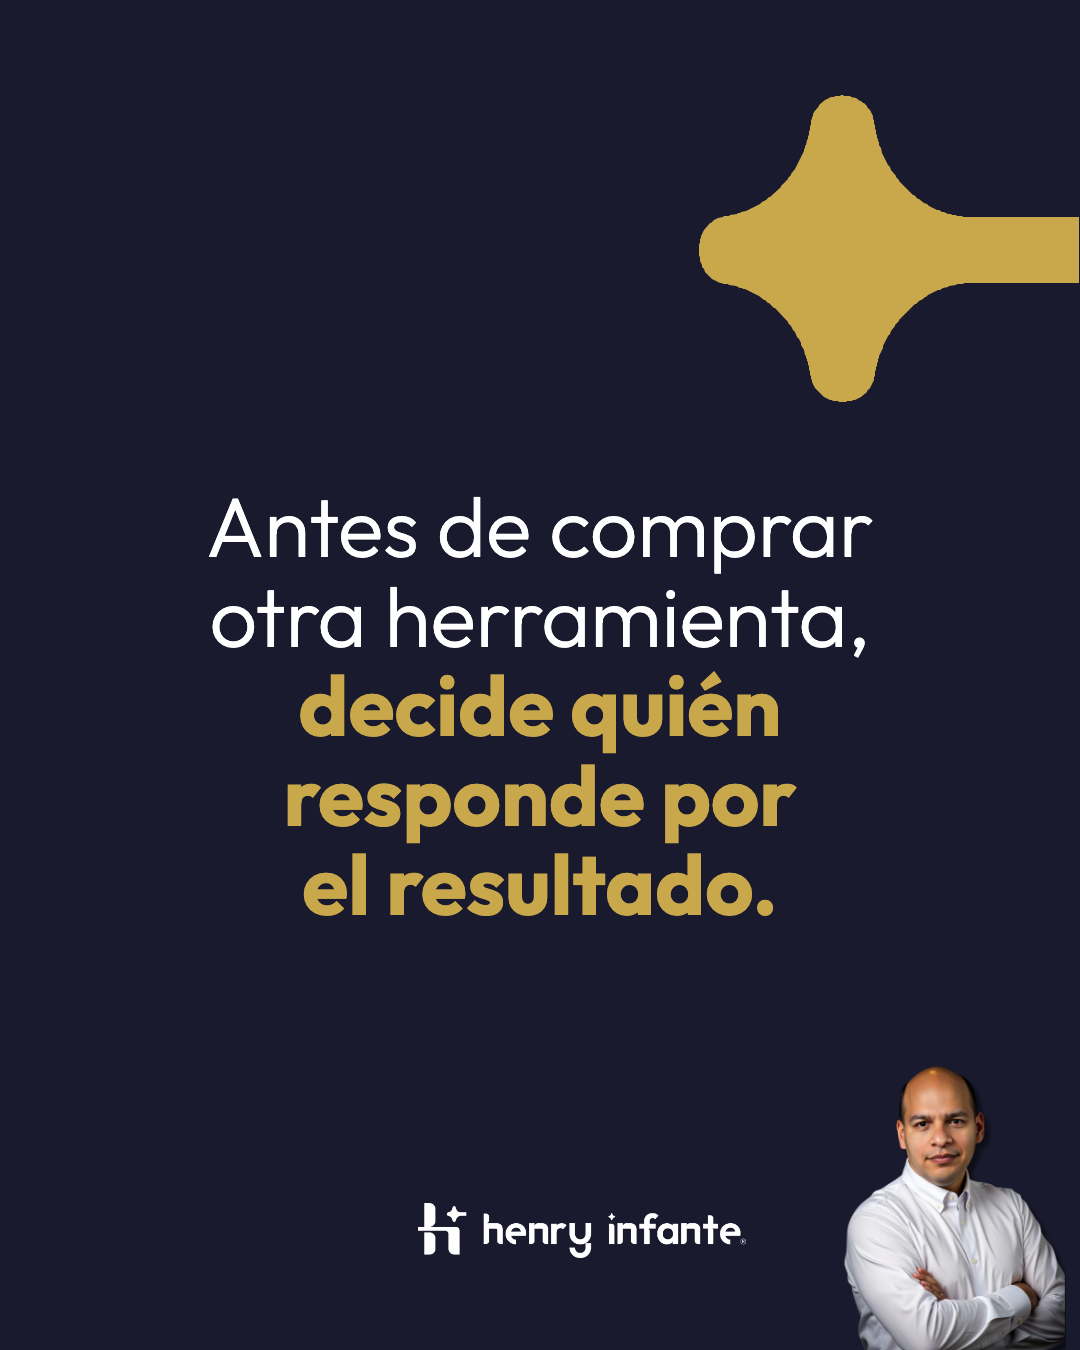 Antes de comprar
otra herramienta,
decide quién
responde por
el resultado.
henry infante®